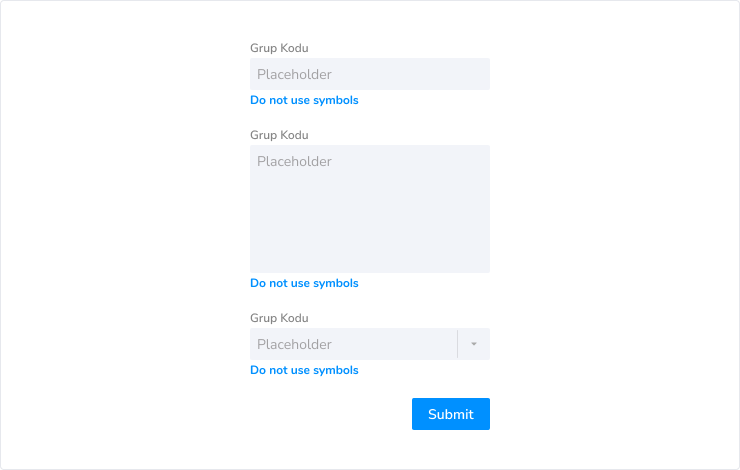 Grup Kodu
Placeholder
Do not use symbols
Grup Kodu
Placeholder
Do not use symbols
Grup Kodu
Placeholder
Do not use symbols
Submit